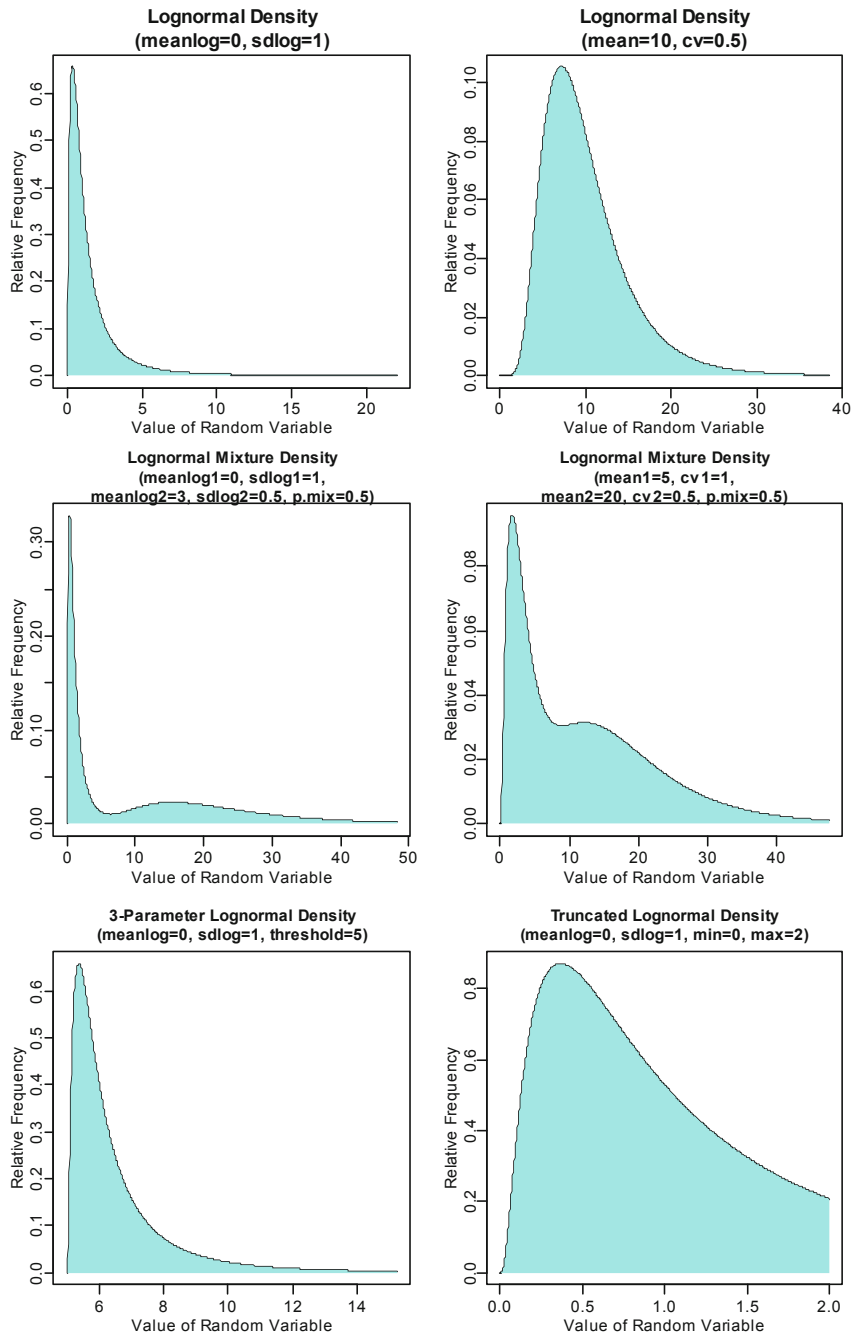 Lognormal Density
(meanlog=0, sdlog=1)
Relative Frequency
0.0 0.1 0.2 0.3 0.4 0.5 0.6
0 5 10 15 20
Value of Random Variable
Lognormal Density
(mean=10, cv=0.5)
Relative Frequency
0.00 0.02 0.04 0.06 0.08 0.10
0 10 20 30 40
Value of Random Variable
Lognormal Mixture Density
(meanlog1=0, sdlog1=1,
meanlog2=3, sdlog2=0.5, p.mix=0.5)
Relative Frequency
0.00 0.10 0.20 0.30
0 10 20 30 40 50
Value of Random Variable
Lognormal Mixture Density
(mean1=5, cv1=1,
mean2=20, cv2=0.5, p.mix=0.5)
Relative Frequency
0.00 0.02 0.04 0.06 0.08
0 10 20 30 40
Value of Random Variable
3-Parameter Lognormal Density
(meanlog=0, sdlog=1, threshold=5)
Relative Frequency
0.0 0.1 0.2 0.3 0.4 0.5 0.6
6 8 10 12 14
Value of Random Variable
Truncated Lognormal Density
(meanlog=0, sdlog=1, min=0, max=2)
Relative Frequency
0.0 0.2 0.4 0.6 0.8
0.0 0.5 1.0 1.5 2.0
Value of Random Variable